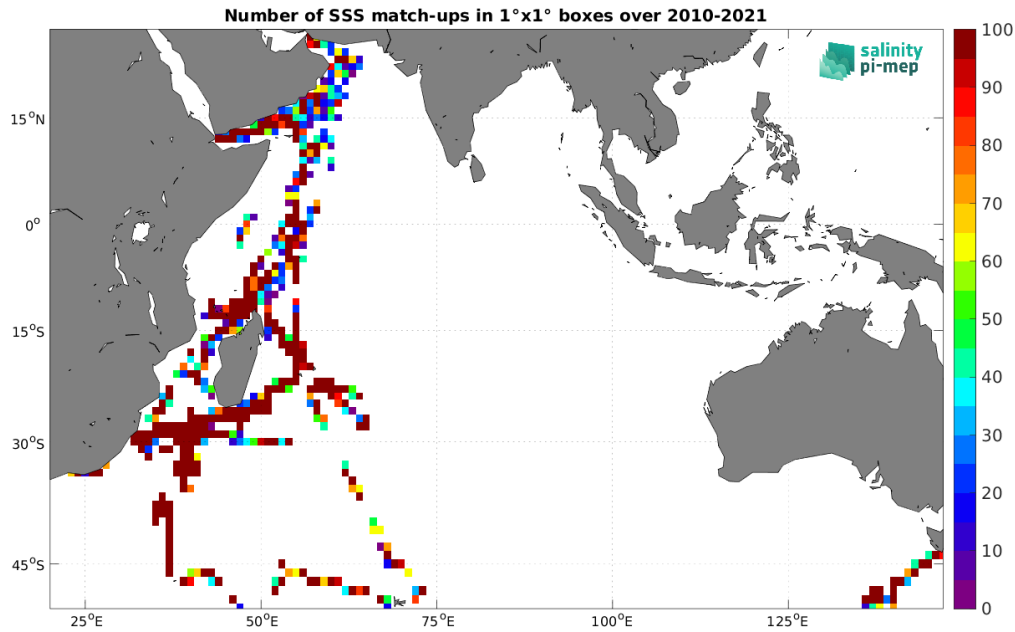 Number of SSS match-ups in 1°x1° boxes over 2010-2021
salinity
pi-mep
15°N
0°
15°S
30°S
45°S
25°E
50°E
75°E
100°E
125°E
100
90
80
70
60
50
40
30
20
10
0